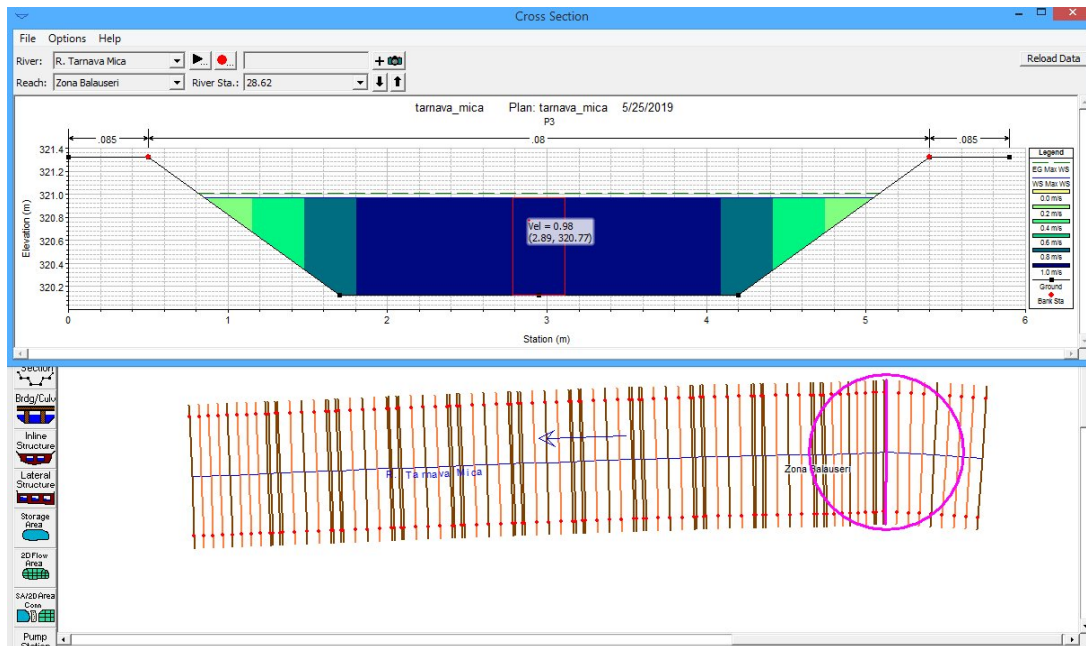 Cross Section
File Options Help
River: R. Tarnava Mica
Reload Data
Reach: Zona Balauseri River Sta.: 28.62
tarnava_mica Plan: tarnava_mica 5/25/2019
P3
.085 .08 .085
321.4
321.2
321.0
320.8
320.6
320.4
320.2
Elevation (m)
Vel = 0.98
(2.89, 320.77)
Legend
EG Max WS
WS Max WS
0.0 m/s
0.2 m/s
0.4 m/s
0.6 m/s
0.8 m/s
1.0 m/s
Ground
Bank Sta
0 1 2 3 4 5 6
Station (m)
Section
Brdg/Culv
Inline
Structure
Lateral
Structure
Storage
Area
2D Flow
Area
SA/2D Area
Conn
Pump
Station
R. Tarnava Mica
Zona Balauseri